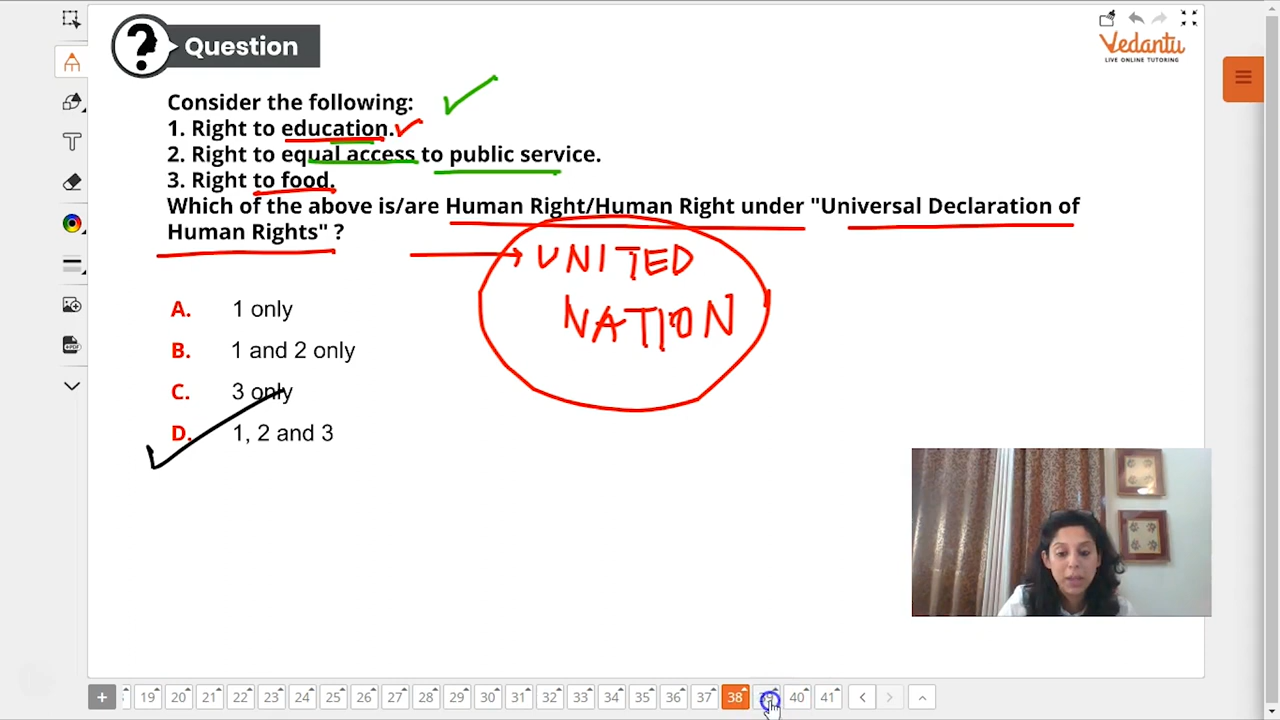 Question
Vedantu
LIVE ONLINE TUTORING
Consider the following:
1. Right to education.
2. Right to equal access to public service.
3. Right to food.
Which of the above is/are Human Right/Human Right under "Universal Declaration of
Human Rights" ?
UNITED
NATION
A. 1 only
B. 1 and 2 only
C. 3 only
D. 1, 2 and 3
19 20 21 22 23 24 25 26 27 28 29 30 31 32 33 34 35 36 37 38 39 40 41